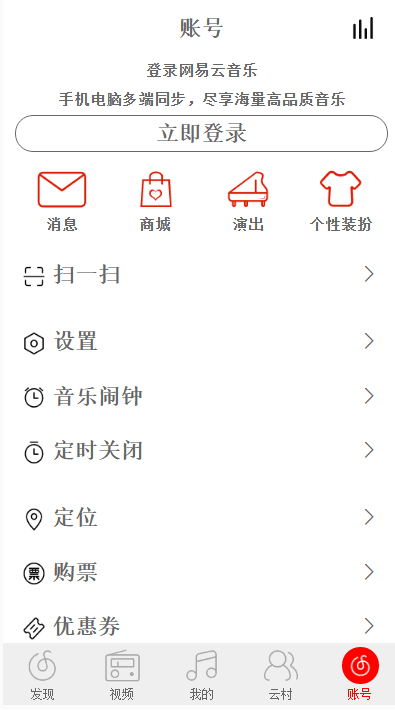 账号
登录网易云音乐
手机电脑多端同步，尽享海量高品质音乐
立即登录
消息 商城 演出 个性装扮
扫一扫
设置
音乐闹钟
定时关闭
定位
票 购票
优惠券
发现 视频 我的 云村 账号